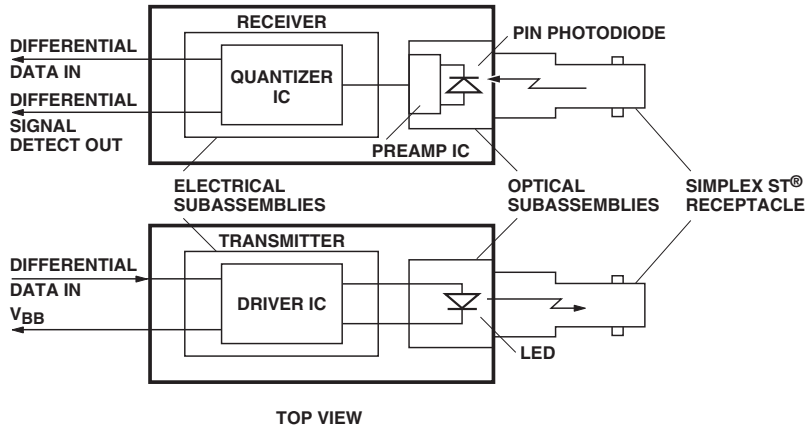 RECEIVER
DIFFERENTIAL
DATA IN
DIFFERENTIAL
SIGNAL
DETECT OUT
QUANTIZER
IC
PIN PHOTODIODE
PREAMP IC
ELECTRICAL
SUBASSEMBLIES
OPTICAL
SUBASSEMBLIES
SIMPLEX ST®
RECEPTACLE
TRANSMITTER
DIFFERENTIAL
DATA IN
VBB
DRIVER IC
LED
TOP VIEW